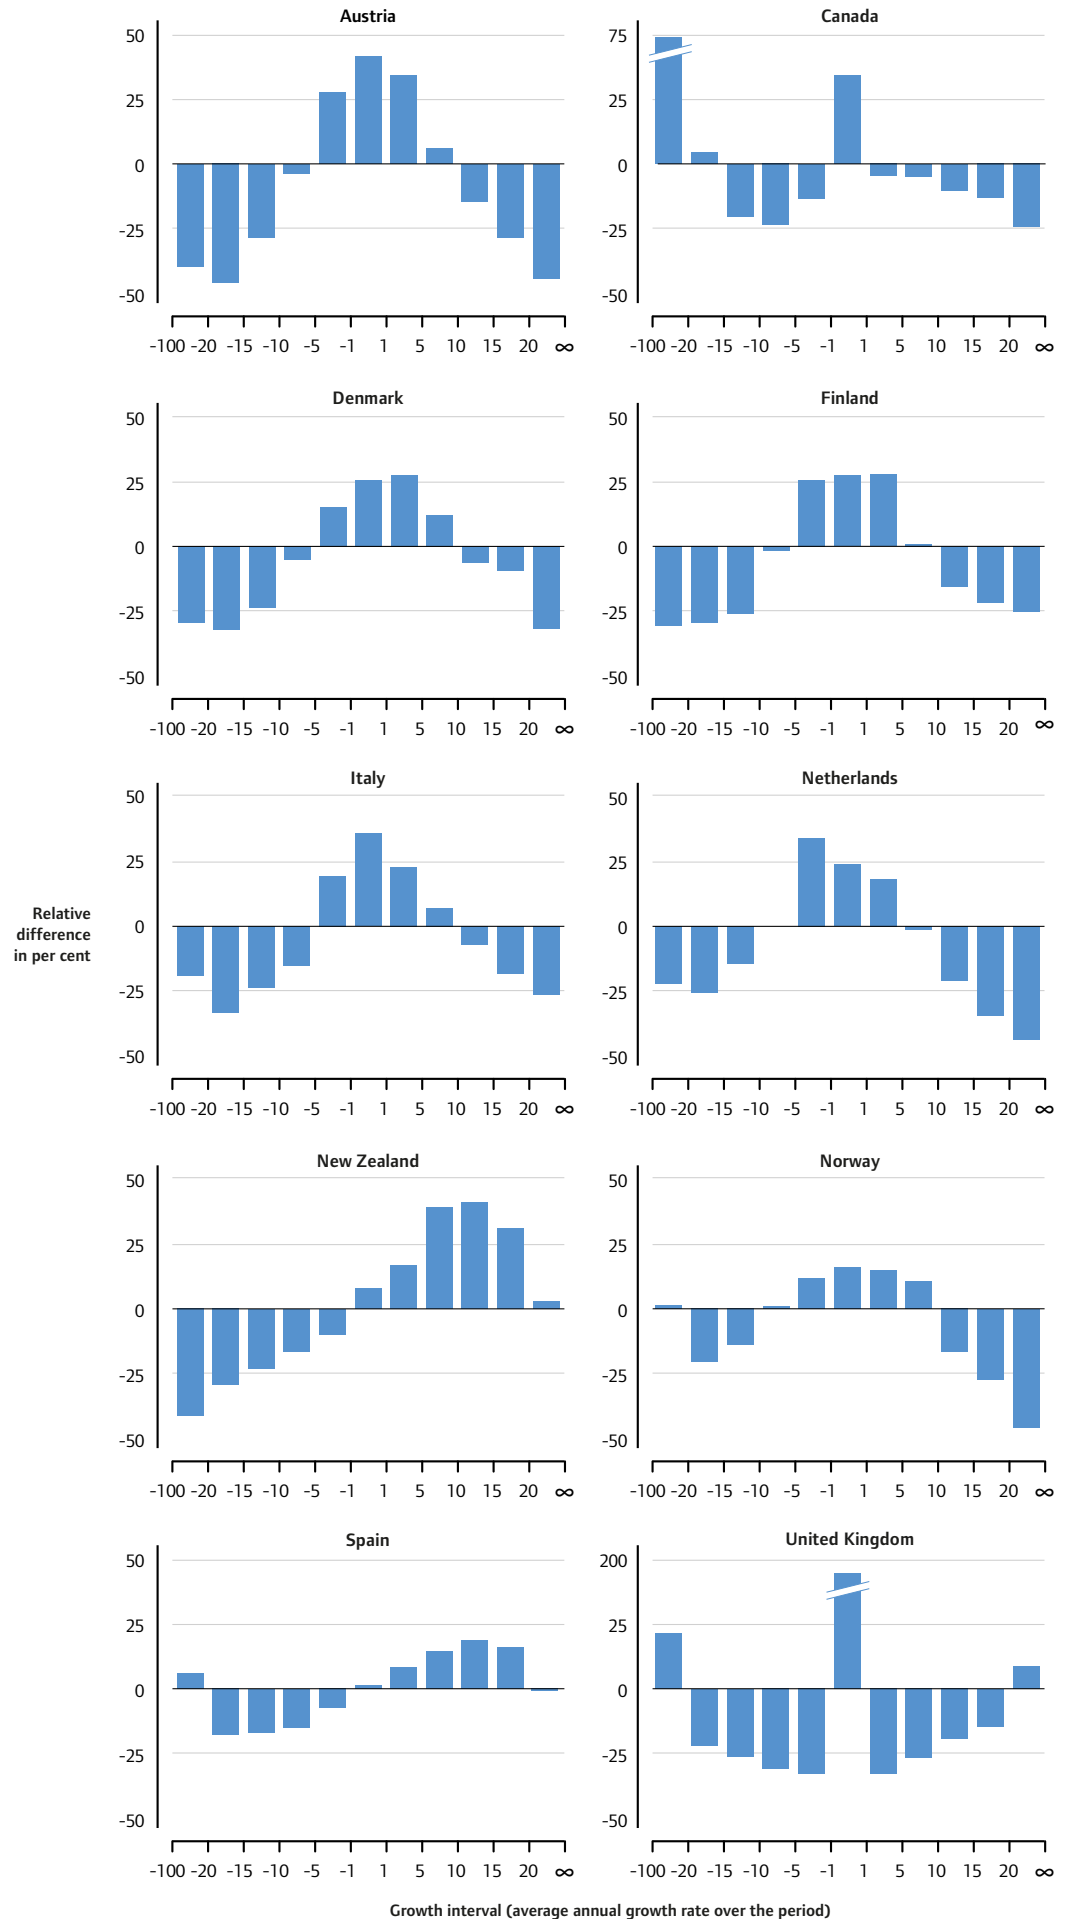 Austria
50
25
0
-25
-50
-100 -20 -15 -10 -5 -1 1 5 10 15 20 ∞
Canada
75
25
0
-25
-50
-100 -20 -15 -10 -5 -1 1 5 10 15 20 ∞
Denmark
50
25
0
-25
-50
-100 -20 -15 -10 -5 -1 1 5 10 15 20 ∞
Finland
50
25
0
-25
-50
-100 -20 -15 -10 -5 -1 1 5 10 15 20 ∞
Relative
difference
in per cent
Italy
50
25
0
-25
-50
-100 -20 -15 -10 -5 -1 1 5 10 15 20 ∞
Netherlands
50
25
0
-25
-50
-100 -20 -15 -10 -5 -1 1 5 10 15 20 ∞
New Zealand
50
25
0
-25
-50
-100 -20 -15 -10 -5 -1 1 5 10 15 20 ∞
Norway
50
25
0
-25
-50
-100 -20 -15 -10 -5 -1 1 5 10 15 20 ∞
Spain
50
25
0
-25
-50
-100 -20 -15 -10 -5 -1 1 5 10 15 20 ∞
United Kingdom
200
25
0
-25
-50
-100 -20 -15 -10 -5 -1 1 5 10 15 20 ∞
Growth interval (average annual growth rate over the period)